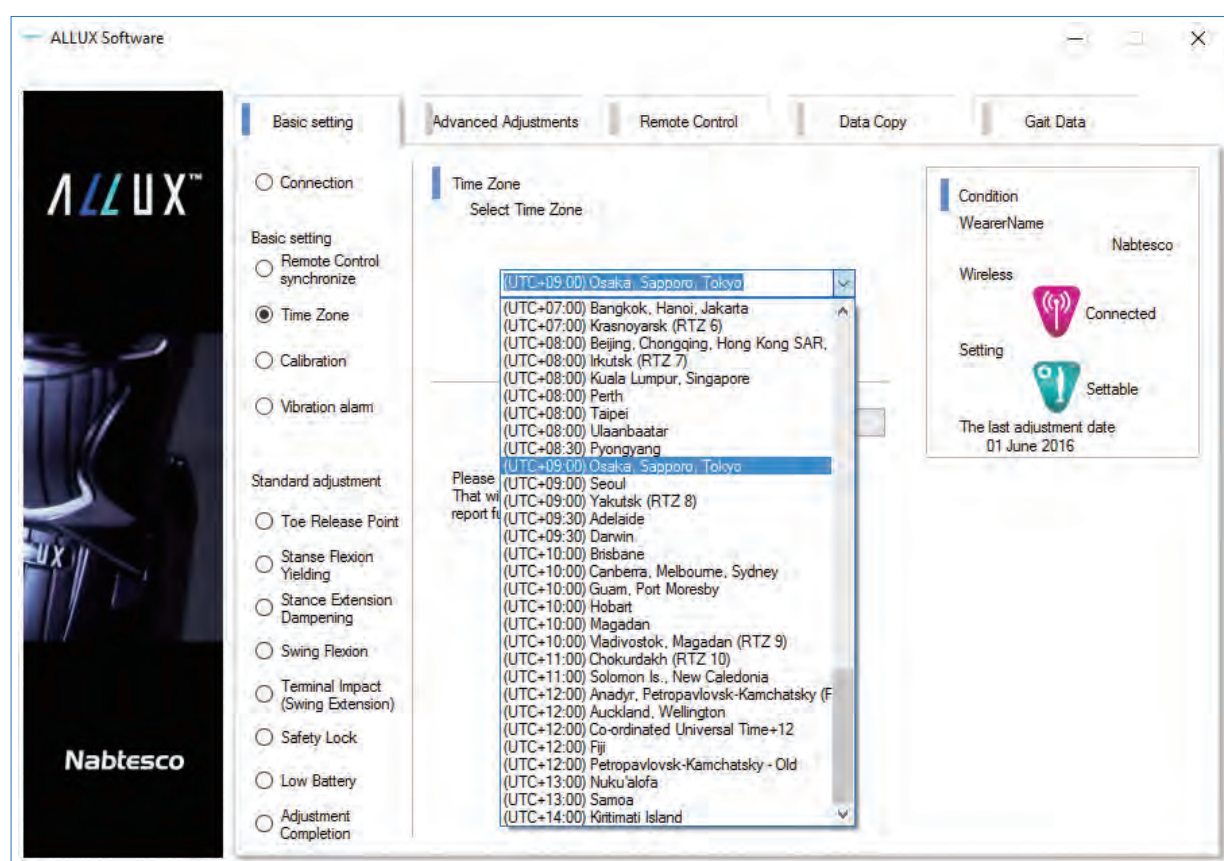 ALLUX Software
ALLUX™
UX
Nabtesco
Basic setting
Advanced Adjustments
Remote Control
Data Copy
Gait Data
Connection
Basic setting
Remote Control
synchronize
Time Zone
Calibration
Vibration alarm
Standard adjustment
Toe Release Point
Stanse Flexion
Yielding
Stance Extension
Dampening
Swing Flexion
Terminal Impact
(Swing Extension)
Safety Lock
Low Battery
Adjustment
Completion
Time Zone
Select Time Zone
(UTC+09:00) Osaka, Sapporo, Tokyo
(UTC+07:00) Bangkok, Hanoi, Jakarta
(UTC+07:00) Krasnoyarsk (RTZ 6)
(UTC+08:00) Beijing, Chongqing, Hong Kong SAR,
(UTC+08:00) Irkutsk (RTZ 7)
(UTC+08:00) Kuala Lumpur, Singapore
(UTC+08:00) Perth
(UTC+08:00) Taipei
(UTC+08:00) Ulaanbaatar
(UTC+08:30) Pyongyang
(UTC+09:00) Osaka, Sapporo, Tokyo
(UTC+09:00) Seoul
(UTC+09:00) Yakutsk (RTZ 8)
(UTC+09:30) Adelaide
(UTC+09:30) Darwin
(UTC+10:00) Brisbane
(UTC+10:00) Canberra, Melbourne, Sydney
(UTC+10:00) Guam, Port Moresby
(UTC+10:00) Hobart
(UTC+10:00) Magadan
(UTC+10:00) Vladivostok, Magadan (RTZ 9)
(UTC+11:00) Chokurdakh (RTZ 10)
(UTC+11:00) Solomon Is., New Caledonia
(UTC+12:00) Anadyr, Petropavlovsk-Kamchatsky (F
(UTC+12:00) Auckland, Wellington
(UTC+12:00) Co-ordinated Universal Time+12
(UTC+12:00) Fiji
(UTC+12:00) Petropavlovsk-Kamchatsky - Old
(UTC+13:00) Nuku'alofa
(UTC+13:00) Samoa
(UTC+14:00) Kiritimati Island
Please
That wi
report fu
Condition
WearerName
Nabtesco
Wireless
Connected
Setting
Settable
The last adjustment date
01 June 2016